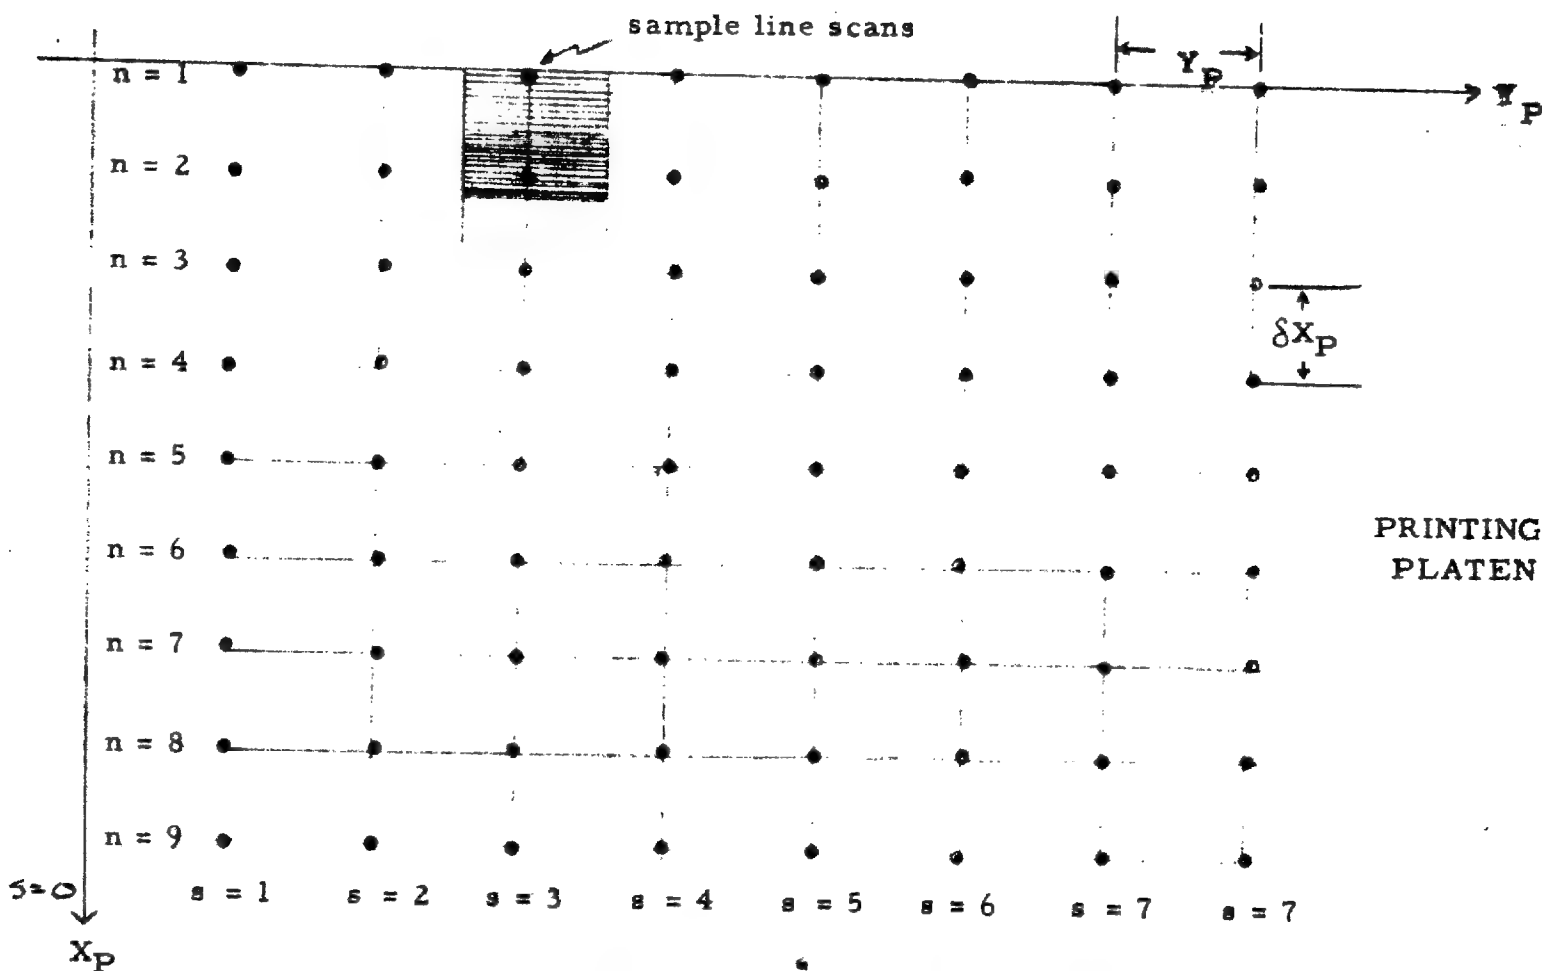 sample line scans
Y_P
n = 1
Y_P
n = 2
n = 3
δX_P
n = 4
n = 5
PRINTING
PLATEN
n = 6
n = 7
n = 8
n = 9
s=0 s = 1 s = 2 s = 3 s = 4 s = 5 s = 6 s = 7 s = 7
X_P